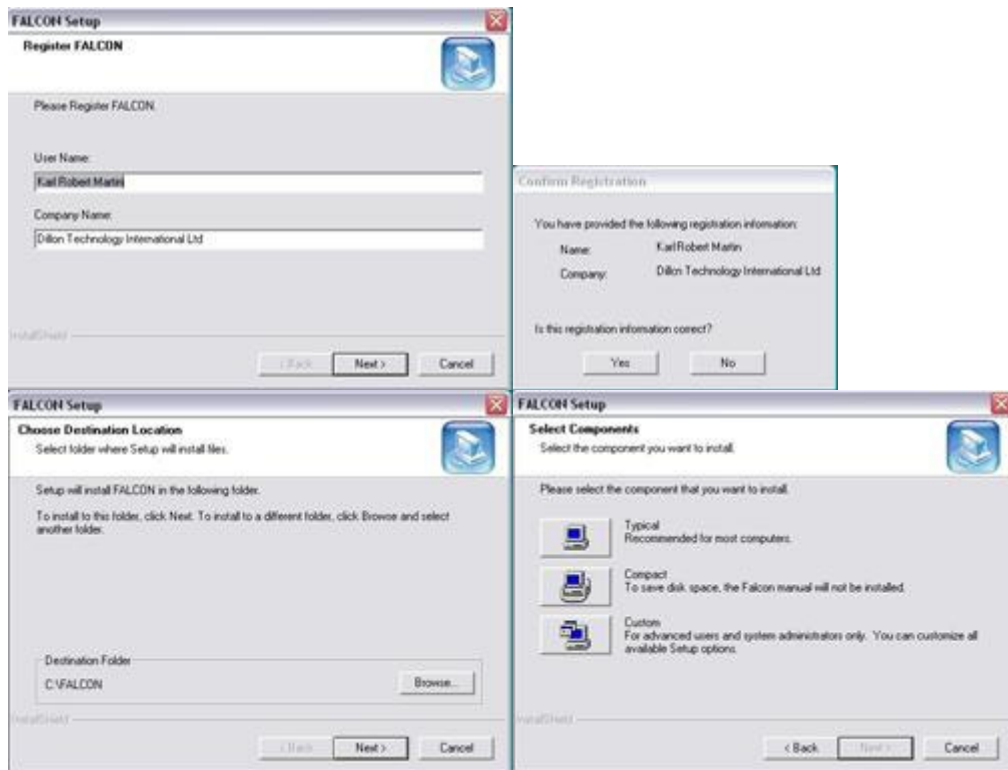 FALCON Setup
Register FALCON
Please Register FALCON.
User Name:
Karl Robert Martin
Company Name:
Dillon Technology International Ltd
InstallShield
< Back
Next >
Cancel
Confirm Registration
You have provided the following registration information:
Name: Karl Robert Martin
Company: Dillon Technology International Ltd
Is this registration information correct?
Yes
No
FALCON Setup
Choose Destination Location
Select folder where Setup will install files.
Setup will install FALCON in the following folder.
To install to this folder, click Next. To install to a different folder, click Browse and select
another folder.
Destination Folder
C:\FALCON
Browse...
InstallShield
< Back
Next >
Cancel
FALCON Setup
Select Components
Select the component you want to install.
Please select the component that you want to install.
Typical
Recommended for most computers.
Compact
To save disk space, the Falcon manual will not be installed.
Custom
For advanced users and system administrators only. You can customize all
available Setup options.
InstallShield
< Back
Next >
Cancel